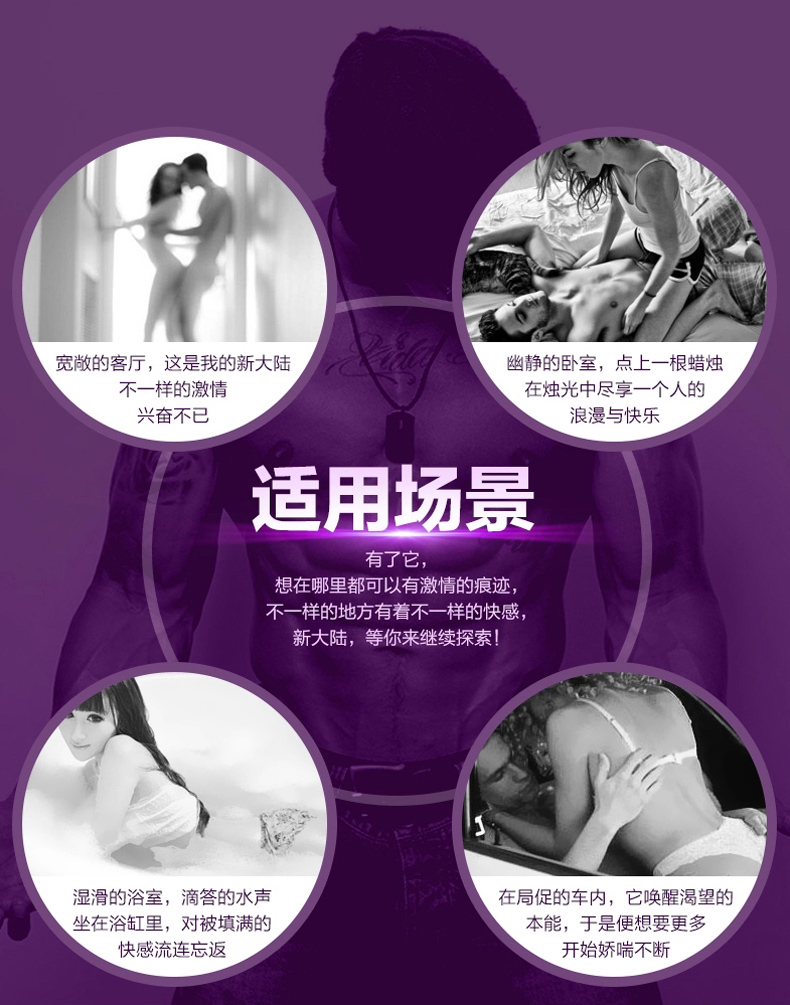 宽敞的客厅，这是我的新大陆
不一样的激情
兴奋不已
幽静的卧室，点上一根蜡烛
在烛光中尽享一个人的
浪漫与快乐
适用场景
有了它，
想在哪里都可以有激情的痕迹，
不一样的地方有着不一样的快感，
新大陆，等你来继续探索！
湿滑的浴室，滴答的水声
坐在浴缸里，对被填满的
快感流连忘返
在局促的车内，它唤醒渴望的
本能，于是便想要更多
开始娇喘不断